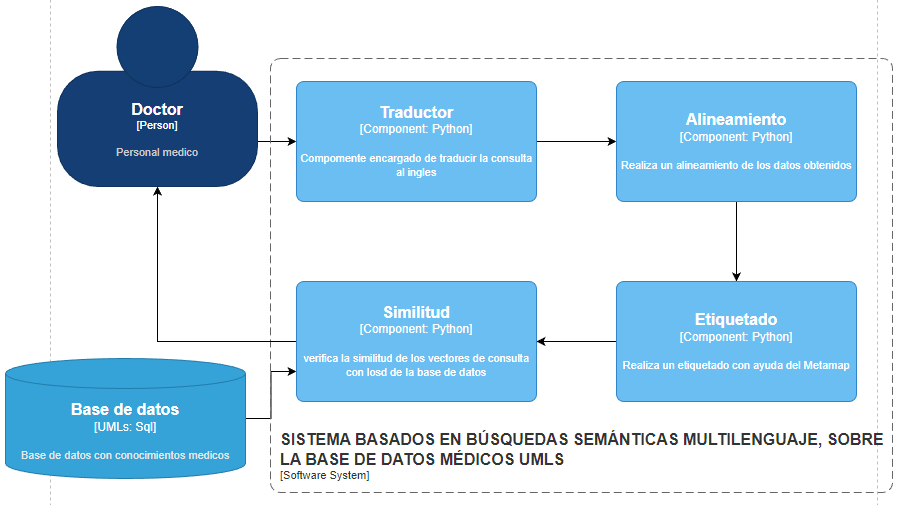 Doctor
[Person]
Personal medico
Traductor
[Component: Python]
Compomente encargado de traducir la consulta
al ingles
Alineamiento
[Component: Python]
Realiza un alineamiento de los datos obtenidos
Similitud
[Component: Python]
verifica la similitud de los vectores de consulta
con losd de la base de datos
Etiquetado
[Component: Python]
Realiza un etiquetado con ayuda del Metamap
Base de datos
[UMLs: Sql]
Base de datos con conocimientos medicos
SISTEMA BASADOS EN BÚSQUEDAS SEMÁNTICAS MULTILENGUAJE, SOBRE
LA BASE DE DATOS MÉDICOS UMLS
[Software System]